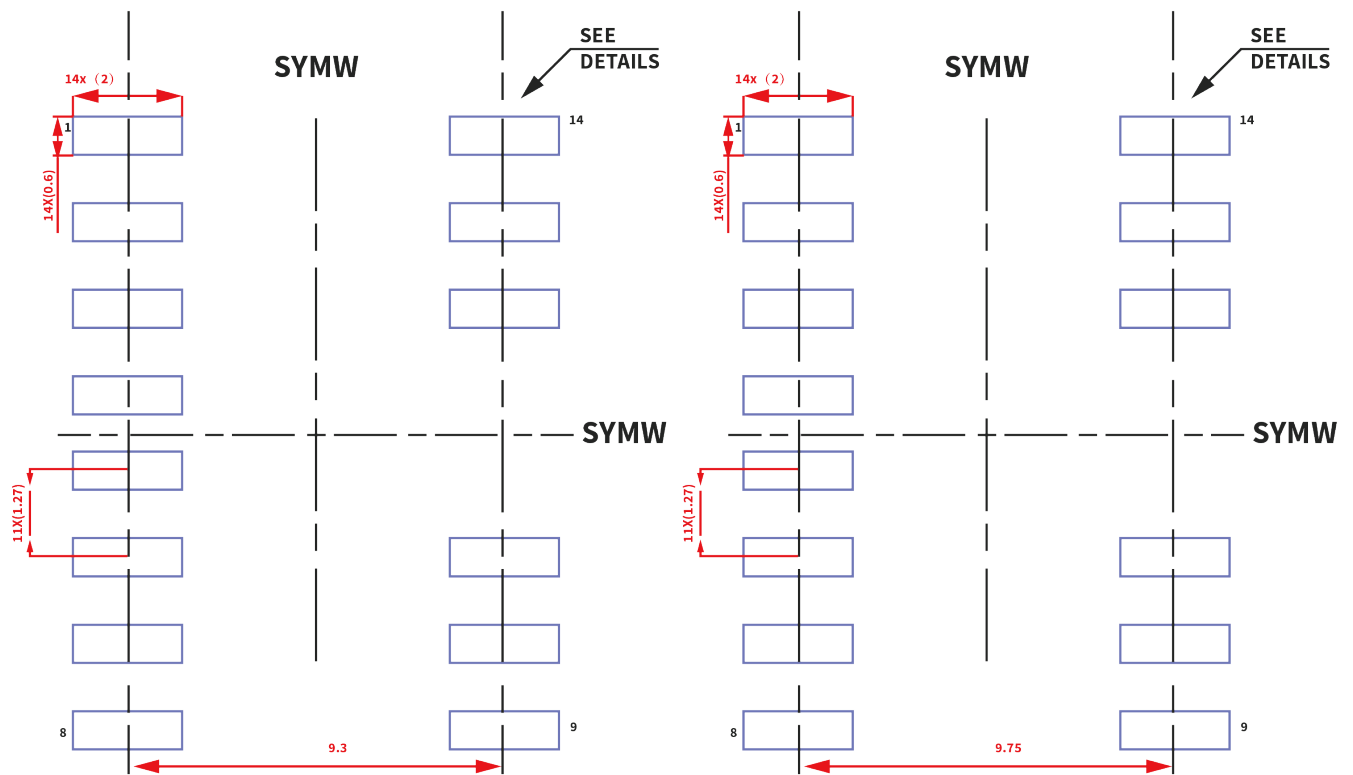 SEE
DETAILS
SYMW
14x（2）
1
14
14X(0.6)
SYMW
11X(1.27)
8
9
9.3
SEE
DETAILS
SYMW
14x（2）
1
14
14X(0.6)
SYMW
11X(1.27)
8
9
9.75